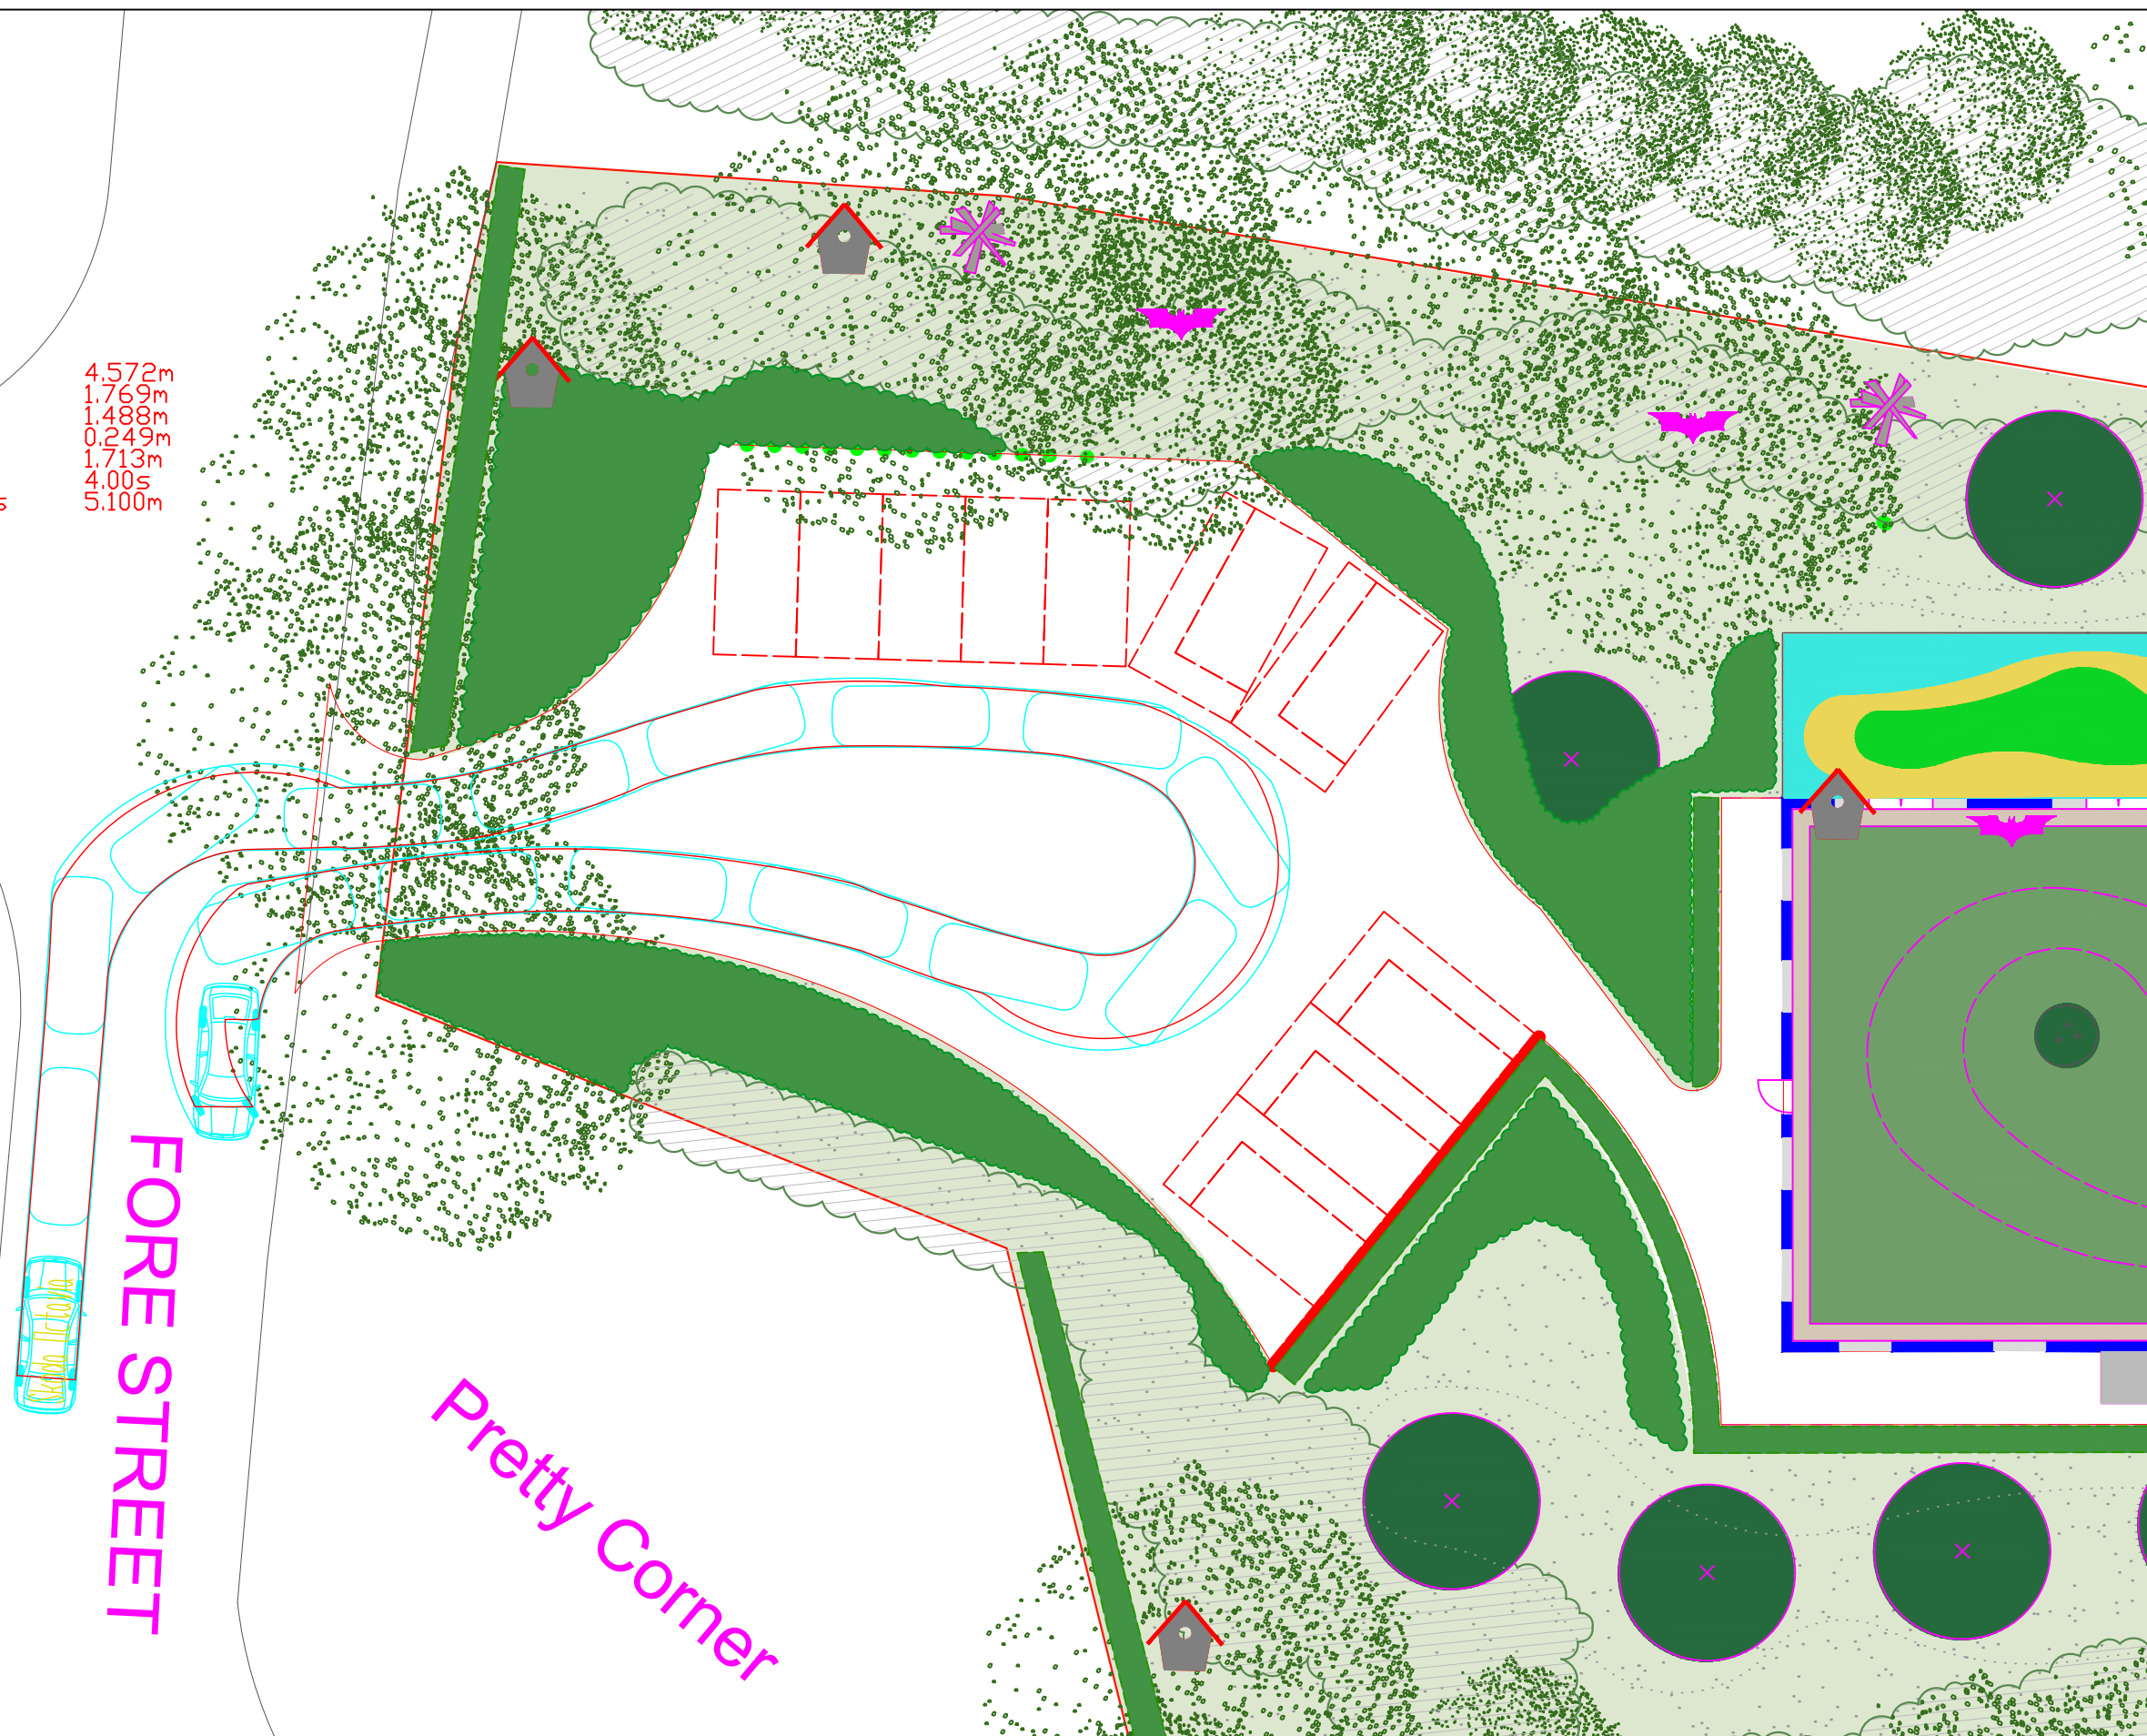 4.572m
1.769m
1.488m
0.249m
1.713m
4.00s
5.100m
s
FORE STREET
Pretty Corner